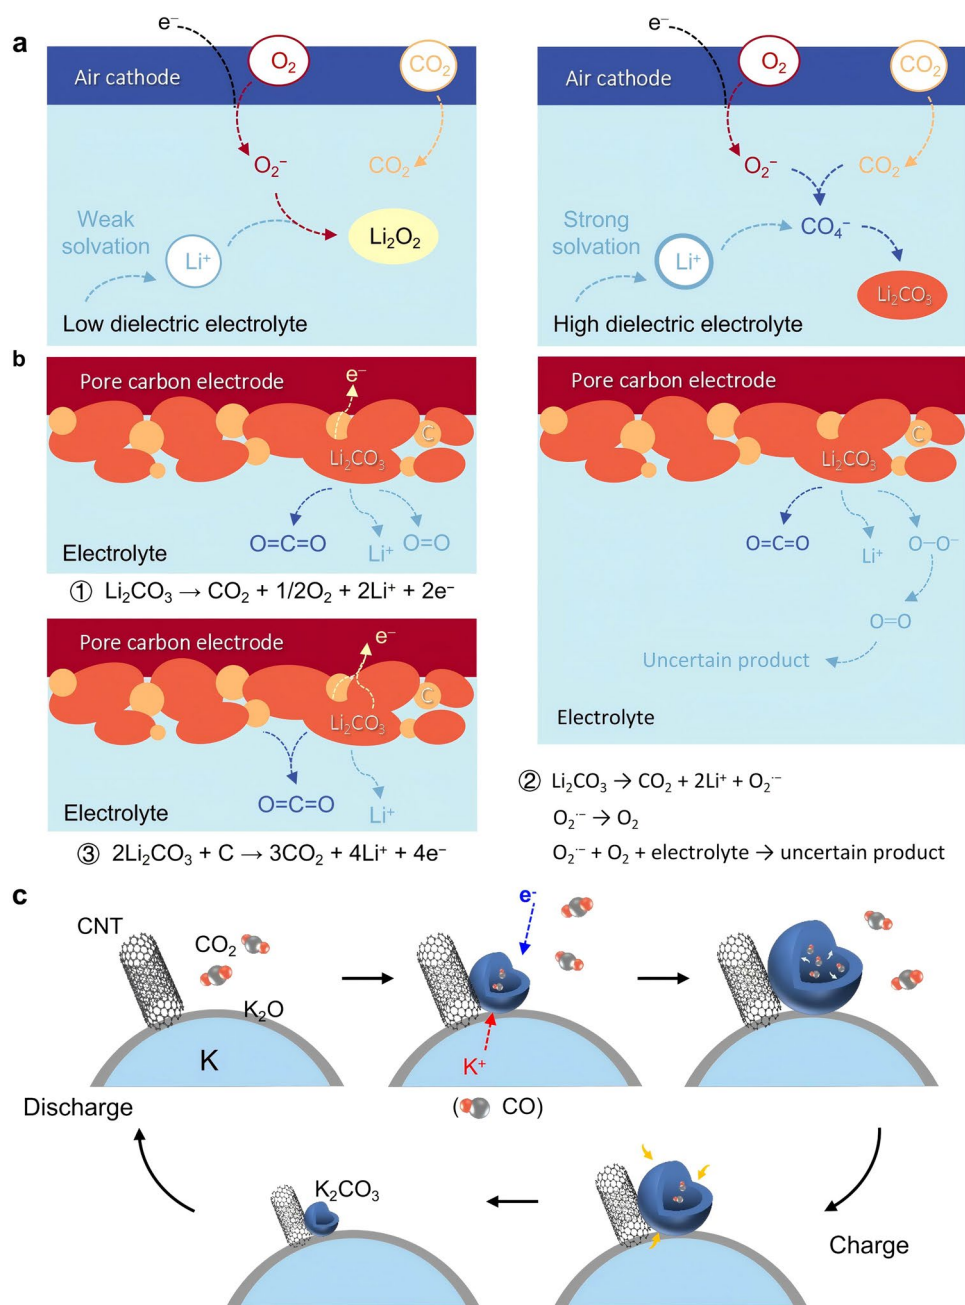 a
e⁻
O₂
CO₂
Air cathode
O₂⁻
CO₂
Weak
solvation
Li⁺
Li₂O₂
Low dielectric electrolyte
e⁻
O₂
CO₂
Air cathode
O₂⁻
CO₂
Strong
solvation
CO₄⁻
Li⁺
Li₂CO₃
High dielectric electrolyte
b
Pore carbon electrode
e⁻
C
Li₂CO₃
O=C=O
Li⁺
O=O
Electrolyte
① Li₂CO₃ → CO₂ + 1/2O₂ + 2Li⁺ + 2e⁻
Pore carbon electrode
e⁻
C
Li₂CO₃
O=C=O
Li⁺
Electrolyte
③ 2Li₂CO₃ + C → 3CO₂ + 4Li⁺ + 4e⁻
Pore carbon electrode
C
Li₂CO₃
O=C=O
Li⁺
O–O⁻
O=O
Uncertain product
Electrolyte
② Li₂CO₃ → CO₂ + 2Li⁺ + O₂·⁻
O₂·⁻ → O₂
O₂·⁻ + O₂ + electrolyte → uncertain product
c
CNT
CO₂
K₂O
K
e⁻
K⁺
( CO)
Discharge
K₂CO₃
Charge